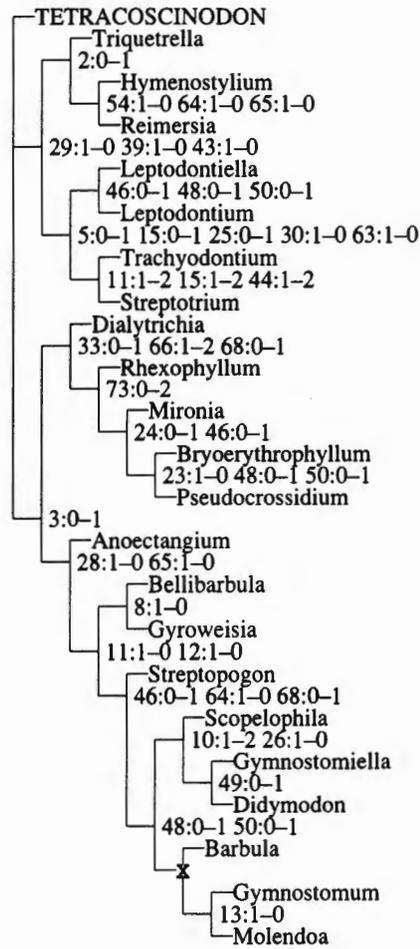 TETRACOSCINODON
Triquetrella
2:0–1
Hymenostylium
54:1–0 64:1–0 65:1–0
Reimersia
29:1–0 39:1–0 43:1–0
Leptodontiella
46:0–1 48:0–1 50:0–1
Leptodontium
5:0–1 15:0–1 25:0–1 30:1–0 63:1–0
Trachyodontium
11:1–2 15:1–2 44:1–2
Streptotrium
Dialytrichia
33:0–1 66:1–2 68:0–1
Rhexophyllum
73:0–2
Mironia
24:0–1 46:0–1
Bryoerythrophyllum
23:1–0 48:0–1 50:0–1
Pseudocrossidium
3:0–1
Anoectangium
28:1–0 65:1–0
Bellibarbula
8:1–0
Gyroweisia
11:1–0 12:1–0
Streptopogon
46:0–1 64:1–0 68:0–1
Scopelophila
10:1–2 26:1–0
Gymnostomiella
49:0–1
Didymodon
48:0–1 50:0–1
Barbula
X
Gymnostomum
13:1–0
Molendoa